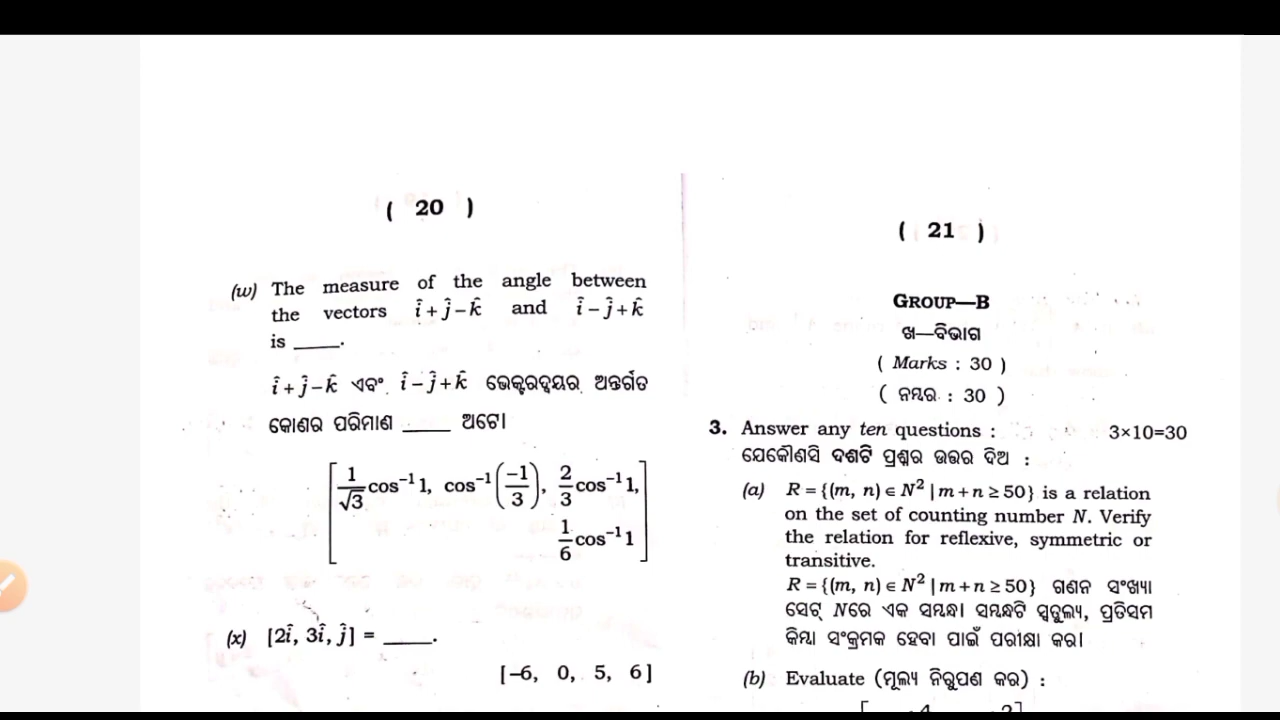 ( 20 )
(w) The measure of the angle between
the vectors î + ĵ – k̂ and î – ĵ + k̂
is _____.
î + ĵ – k̂ ଏବଂ î – ĵ + k̂ ଭେକ୍ଟରଦ୍ୱୟର ଅନ୍ତର୍ଗତ
କୋଣର ପରିମାଣ _____ ଅଟେ।
[1/√3 cos⁻¹ 1, cos⁻¹(–1/3), 2/3 cos⁻¹ 1,
1/6 cos⁻¹ 1]
(x) [2î, 3î, ĵ] = _____.
[–6, 0, 5, 6]
( 21 )
GROUP—B
ଖ—ବିଭାଗ
( Marks : 30 )
( ନମ୍ବର : 30 )
3. Answer any ten questions : 3×10=30
ଯେକୌଣସି ଦଶଟି ପ୍ରଶ୍ନର ଉତ୍ତର ଦିଅ :
(a) R = {(m, n) ∈ N² | m + n ≥ 50} is a relation
on the set of counting number N. Verify
the relation for reflexive, symmetric or
transitive.
R = {(m, n) ∈ N² | m + n ≥ 50} ଗଣନ ସଂଖ୍ୟା
ସେଟ୍ Nରେ ଏକ ସମ୍ବନ୍ଧ। ସମ୍ବନ୍ଧଟି ସ୍ୱତୁଲ୍ୟ, ପ୍ରତିସମ
କିମ୍ବା ସଂକ୍ରମକ ହେବା ପାଇଁ ପରୀକ୍ଷା କର।
(b) Evaluate (ମୂଲ୍ୟ ନିରୂପଣ କର) :